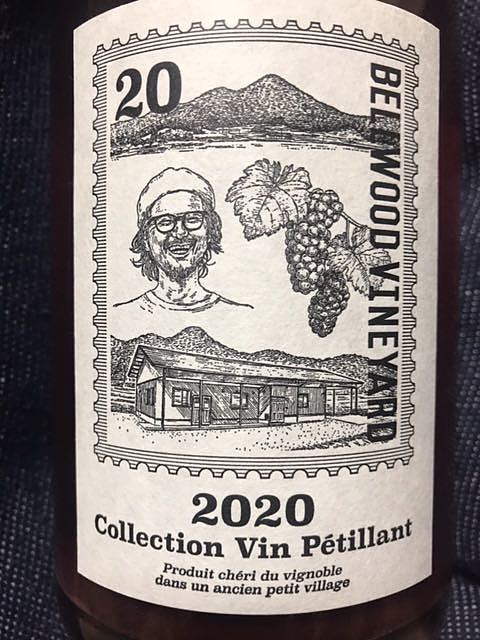 20
BELLWOOD VINEYARD
2020
Collection Vin Pétillant
Produit chéri du vignoble
dans un ancien petit village